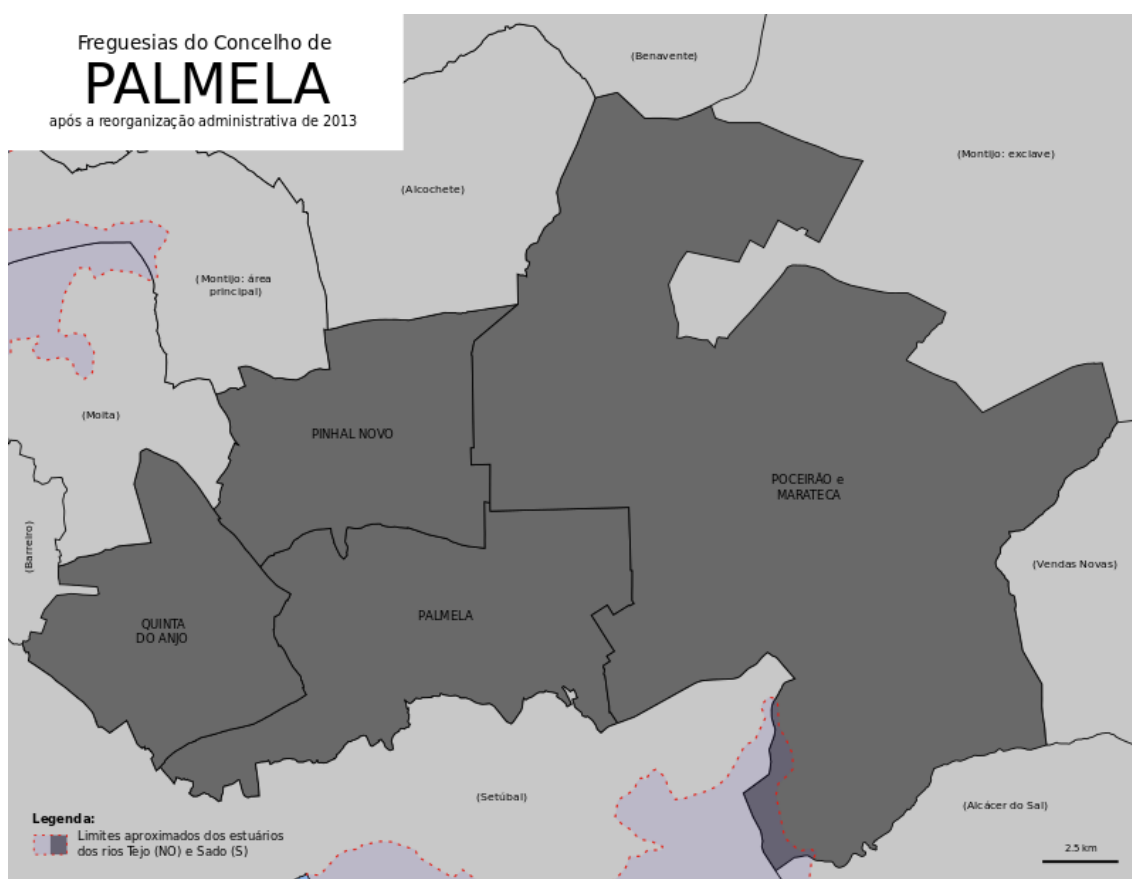 Freguesias do Concelho de
PALMELA
após a reorganização administrativa de 2013
(Benavente)
(Montijo: exclave)
(Alcochete)
(Montijo: área
principal)
(Moita)
PINHAL NOVO
POCEIRÃO e
MARATECA
(Barreiro)
(Vendas Novas)
PALMELA
QUINTA
DO ANJO
(Setúbal)
(Alcácer do Sal)
Legenda:
Limites aproximados dos estuários
dos rios Tejo (NO) e Sado (S)
2.5 km